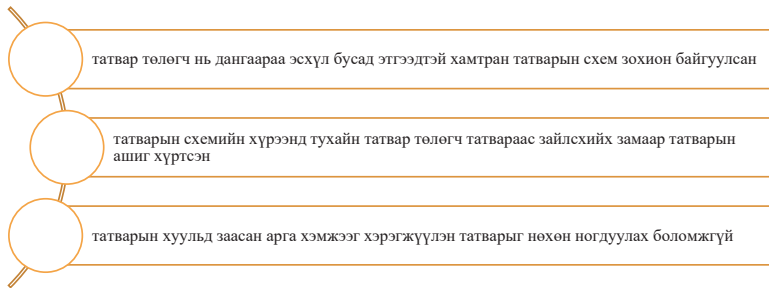 татвар төлөгч нь дангаараа эсхүл бусад этгээдтэй хамтран татварын схем зохион байгуулсан
татварын схемийн хүрээнд тухайн татвар төлөгч татвараас зайлсхийх замаар татварын
ашиг хүртсэн
татварын хуульд заасан арга хэмжээг хэрэгжүүлэн татварыг нөхөн ногдуулах боломжгүй